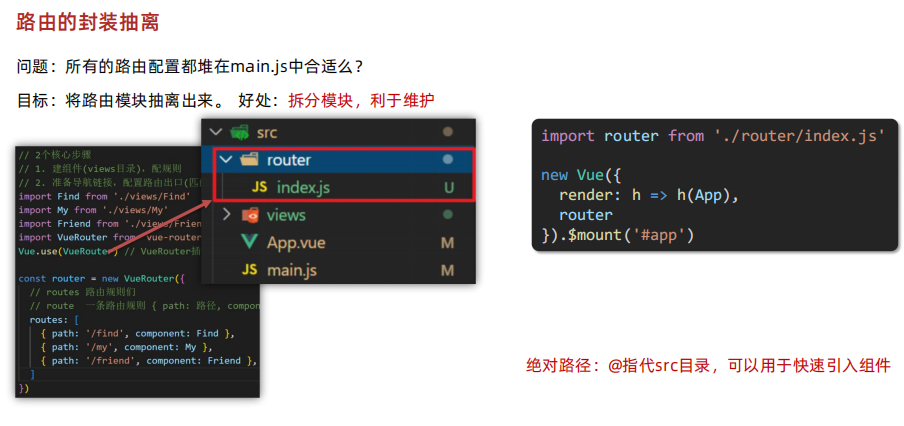 路由的封装抽离
问题：所有的路由配置都堆在main.js中合适么？
目标：将路由模块抽离出来。 好处：拆分模块，利于维护
// 2个核心步骤
// 1. 建组件(views目录), 配规则
// 2. 准备导航链接, 配置路由出口(匹
import Find from './views/Find'
import My from './views/My'
import Friend from './views/Frien
import VueRouter from 'vue-router
Vue.use(VueRouter) // VueRouter插
const router = new VueRouter({
// routes 路由规则们
// route 一条路由规则 { path: 路径, compon
routes: [
{ path: '/find', component: Find },
{ path: '/my', component: My },
{ path: '/friend', component: Friend },
]
})
src
router
JS index.js U
views
App.vue M
JS main.js M
import router from './router/index.js'
new Vue({
render: h => h(App),
router
}).$mount('#app')
绝对路径：@指代src目录，可以用于快速引入组件